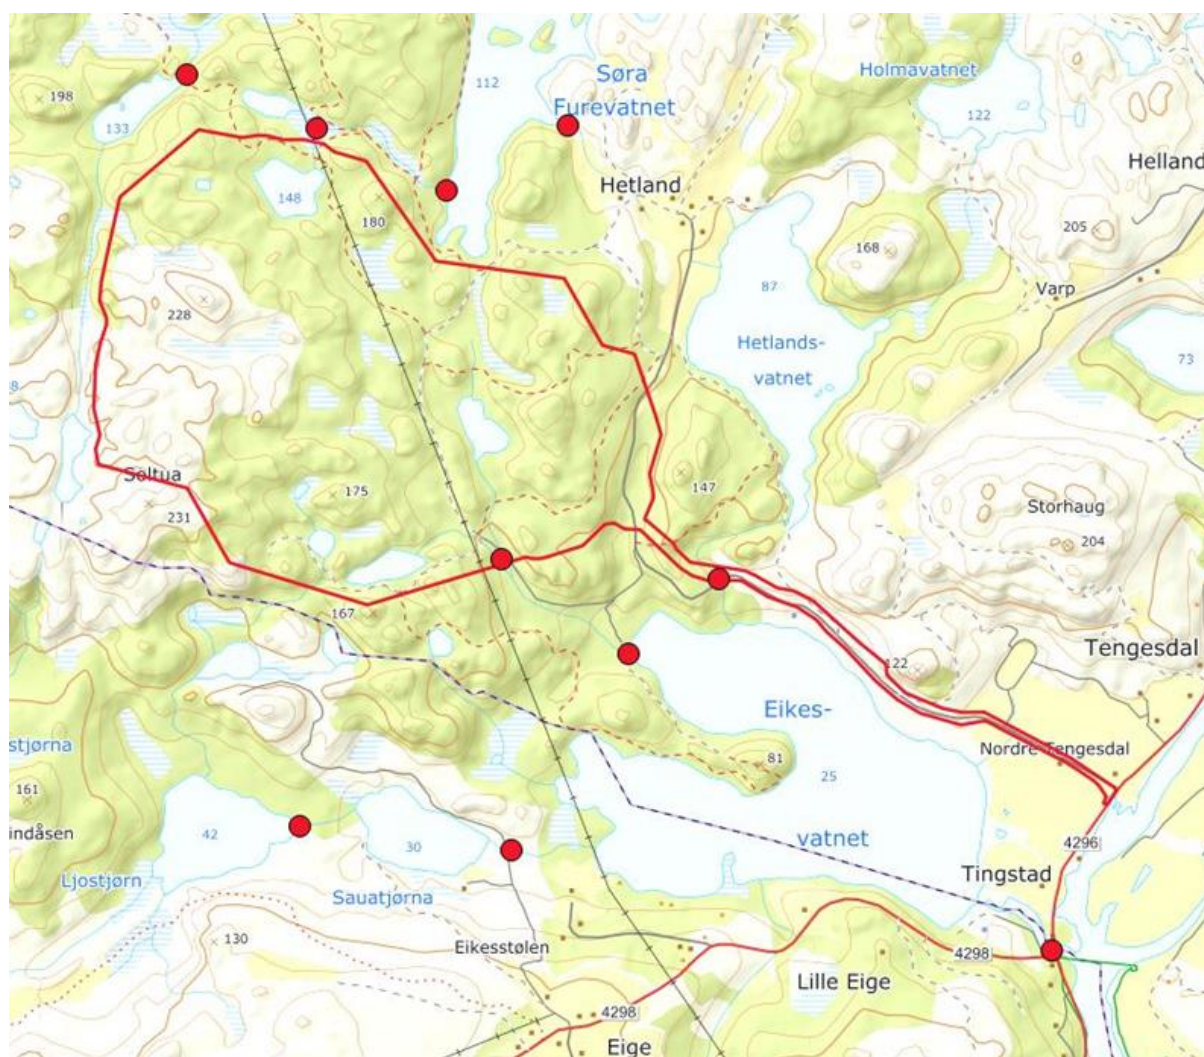 Søra
Furevatnet
112
Holmavatnet
122
198
133
Helland
Hetland
148
180
168
205
87
Varp
228
Hetlands-
vatnet
73
8
Soltua
175
147
231
Storhaug
204
167
122
Tengesdal
Eikes-
stjørna
81
Nordre Tengesdal
25
161
indåsen
42
30
vatnet
4296
Tingstad
Ljostjørn
Sauatjørna
130
Eikesstølen
4298
Lille Eige
4298
Eige